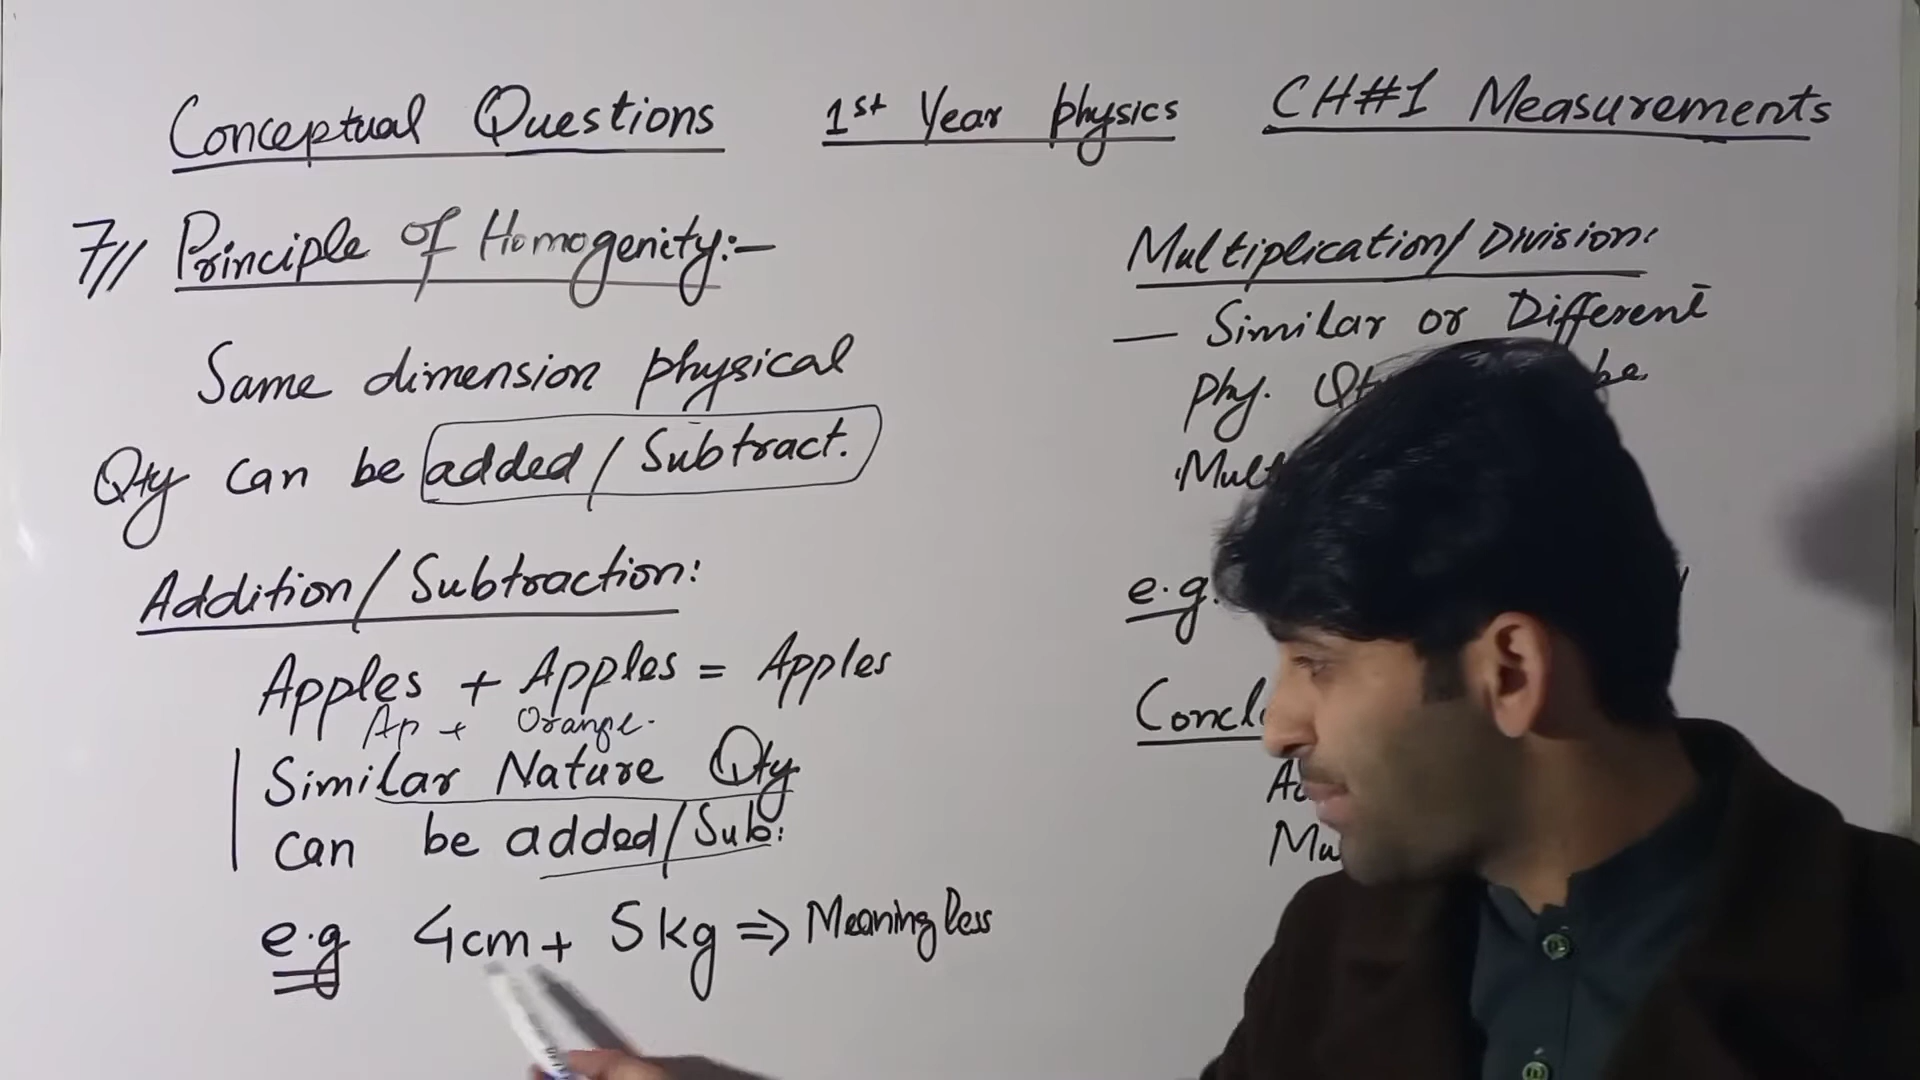 Conceptual Questions 1st Year physics CH#1 Measurements
7// Principle of Homogenity:-
Same dimension physical
Qty can be added / Subtract.
Addition / Subtraction:
Apples + Apples = Apples
Ap + Orange.
Similar Nature Qty
can be added / Sub:
e.g 4cm + 5kg ⇒ Meaningless
Multiplication / Division:
— Similar or Different
Phy. be
e.g.